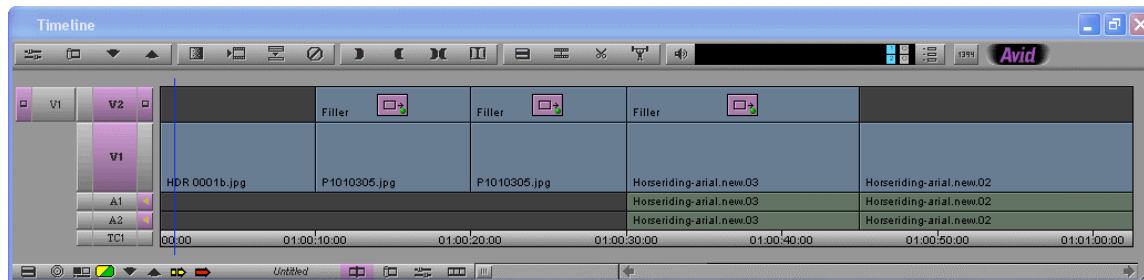 Timeline
1 2 1394 Avid
V1 V2 Filler Filler Filler
V1 HDR 0001b.jpg P1010305.jpg P1010305.jpg Horseriding-arial.new.03 Horseriding-arial.new.02
A1 Horseriding-arial.new.03 Horseriding-arial.new.02
A2 Horseriding-arial.new.03 Horseriding-arial.new.02
TC1 00:00 01:00:10:00 01:00:20:00 01:00:30:00 01:00:40:00 01:00:50:00 01:01:00:00
Untitled